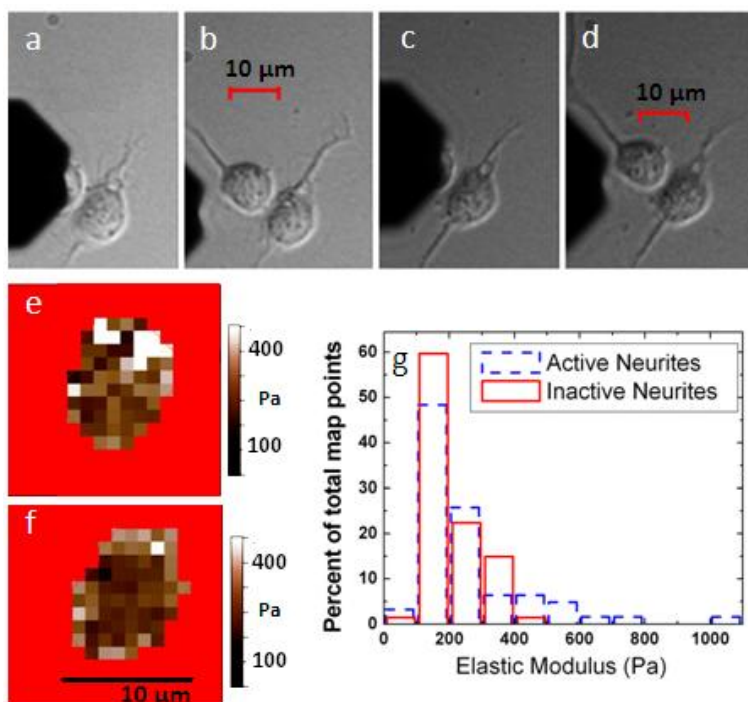 a
b
10 µm
c
d
10 µm
e
400
Pa
100
f
400
Pa
100
10 µm
g
Active Neurites
Inactive Neurites
60
50
40
30
20
10
5
0
Percent of total map points
0 200 400 600 800 1000
Elastic Modulus (Pa)